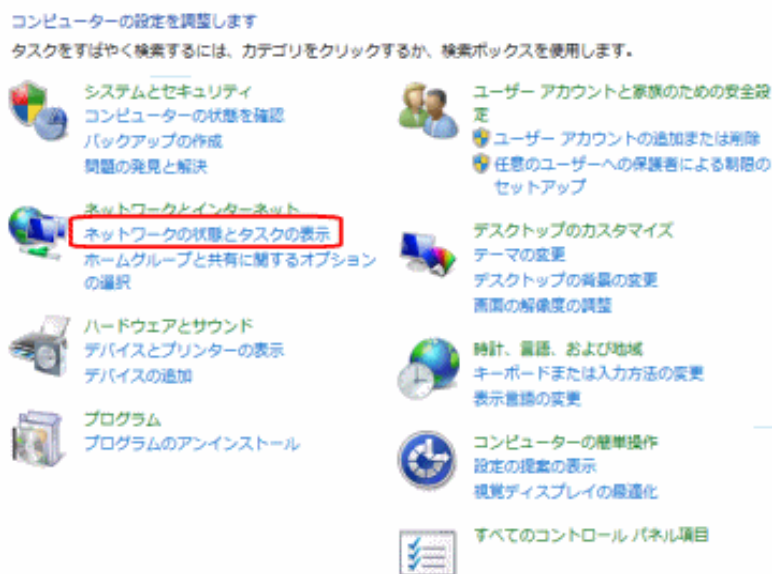 コンピューターの設定を調整します
タスクをすばやく検索するには、カテゴリをクリックするか、検索ボックスを使用します。
システムとセキュリティ
コンピューターの状態を確認
バックアップの作成
問題の発見と解決
ネットワークとインターネット
ネットワークの状態とタスクの表示
ホームグループと共有に関するオプション
の選択
ハードウェアとサウンド
デバイスとプリンターの表示
デバイスの追加
プログラム
プログラムのアンインストール
ユーザー アカウントと家族のための安全設
定
ユーザー アカウントの追加または削除
任意のユーザーへの保護者による制限の
セットアップ
デスクトップのカスタマイズ
テーマの変更
デスクトップの背景の変更
画面の解像度の調整
時計、言語、および地域
キーボードまたは入力方法の変更
表示言語の変更
コンピューターの簡単操作
設定の提案の表示
視覚ディスプレイの最適化
すべてのコントロール パネル項目